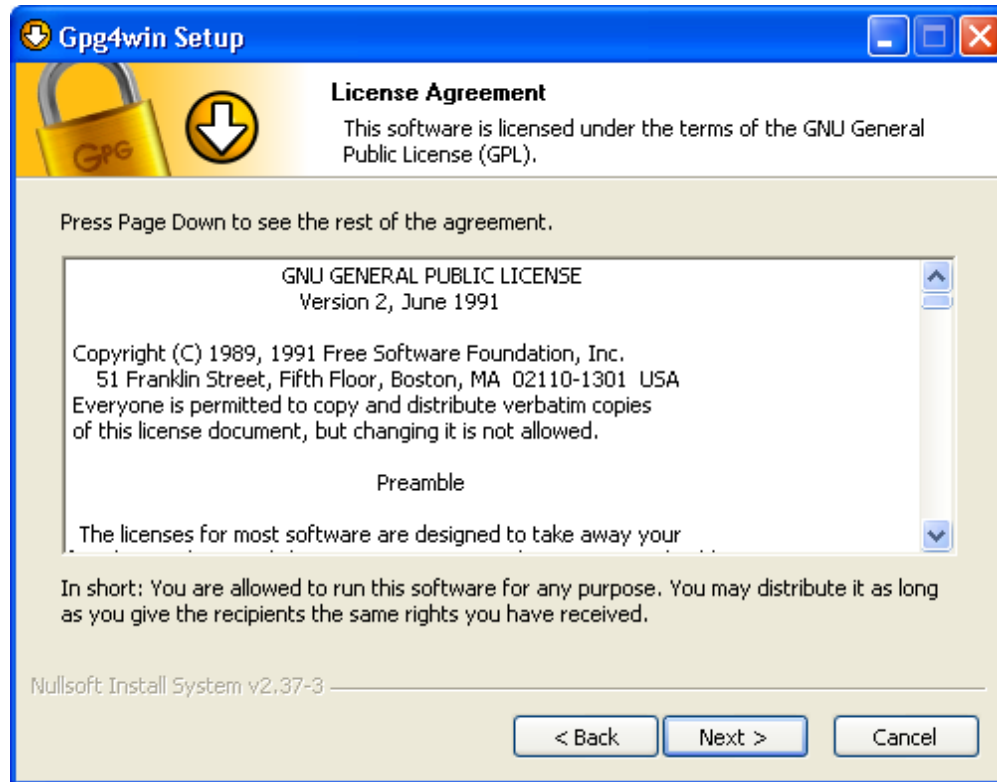 Gpg4win Setup
GPG
License Agreement
This software is licensed under the terms of the GNU General
Public License (GPL).
Press Page Down to see the rest of the agreement.
GNU GENERAL PUBLIC LICENSE
Version 2, June 1991
Copyright (C) 1989, 1991 Free Software Foundation, Inc.
51 Franklin Street, Fifth Floor, Boston, MA  02110-1301  USA
Everyone is permitted to copy and distribute verbatim copies
of this license document, but changing it is not allowed.
Preamble
The licenses for most software are designed to take away your
In short: You are allowed to run this software for any purpose. You may distribute it as long
as you give the recipients the same rights you have received.
Nullsoft Install System v2.37-3
< Back
Next >
Cancel